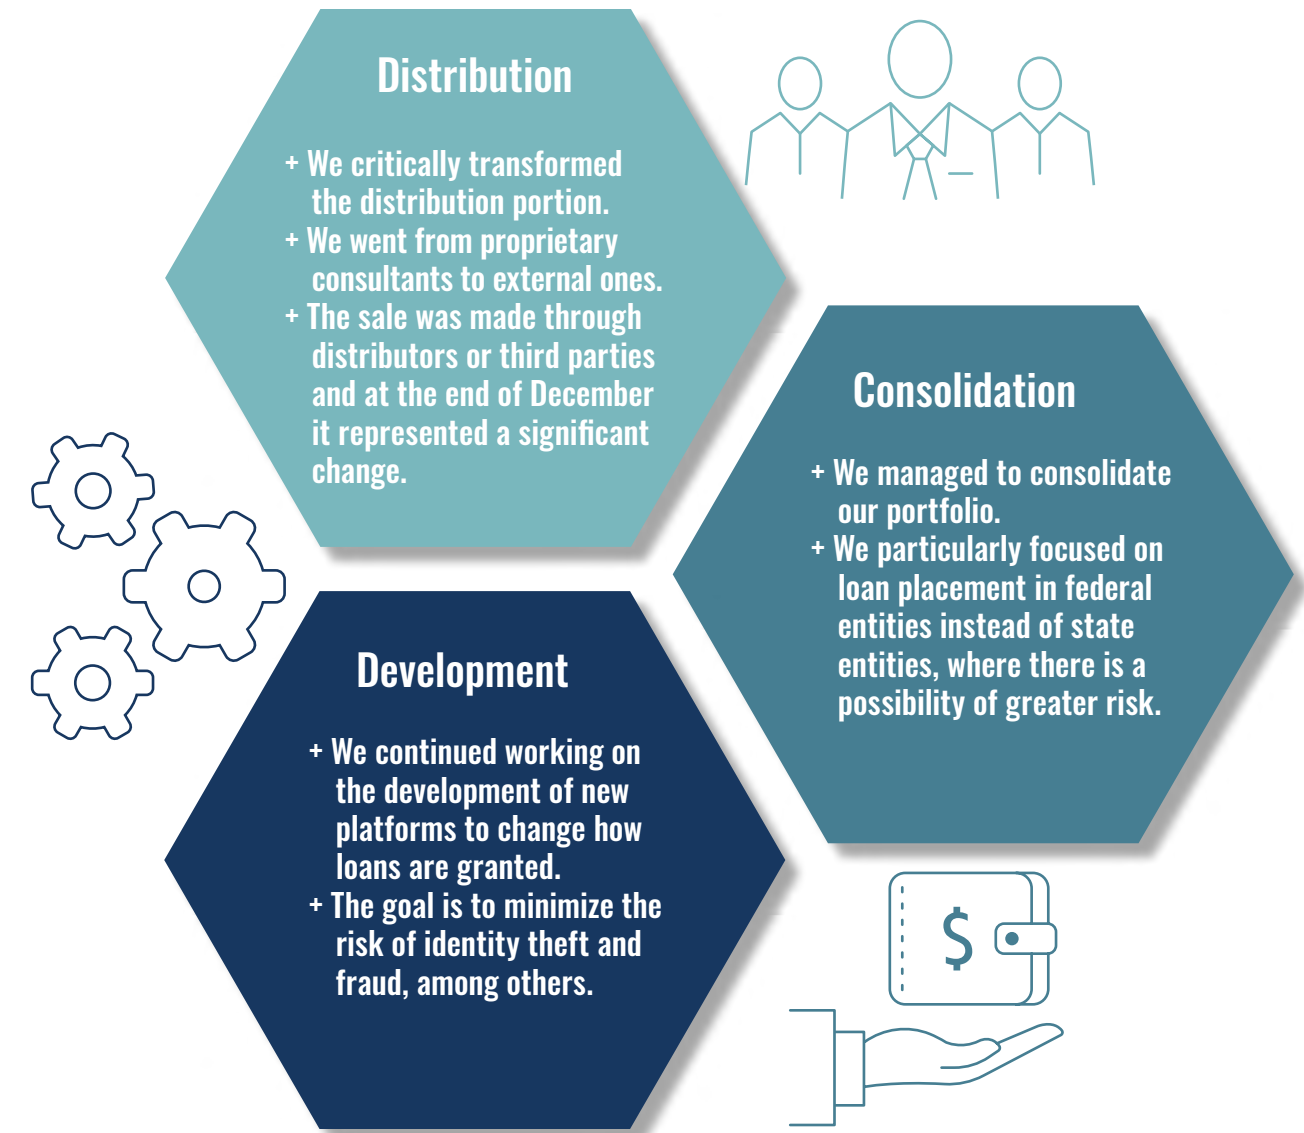 Distribution
+ We critically transformed
the distribution portion.
+ We went from proprietary
consultants to external ones.
+ The sale was made through
distributors or third parties
and at the end of December
it represented a significant
change.
Consolidation
+ We managed to consolidate
our portfolio.
+ We particularly focused on
loan placement in federal
entities instead of state
entities, where there is a
possibility of greater risk.
Development
+ We continued working on
the development of new
platforms to change how
loans are granted.
+ The goal is to minimize the
risk of identity theft and
fraud, among others.
$